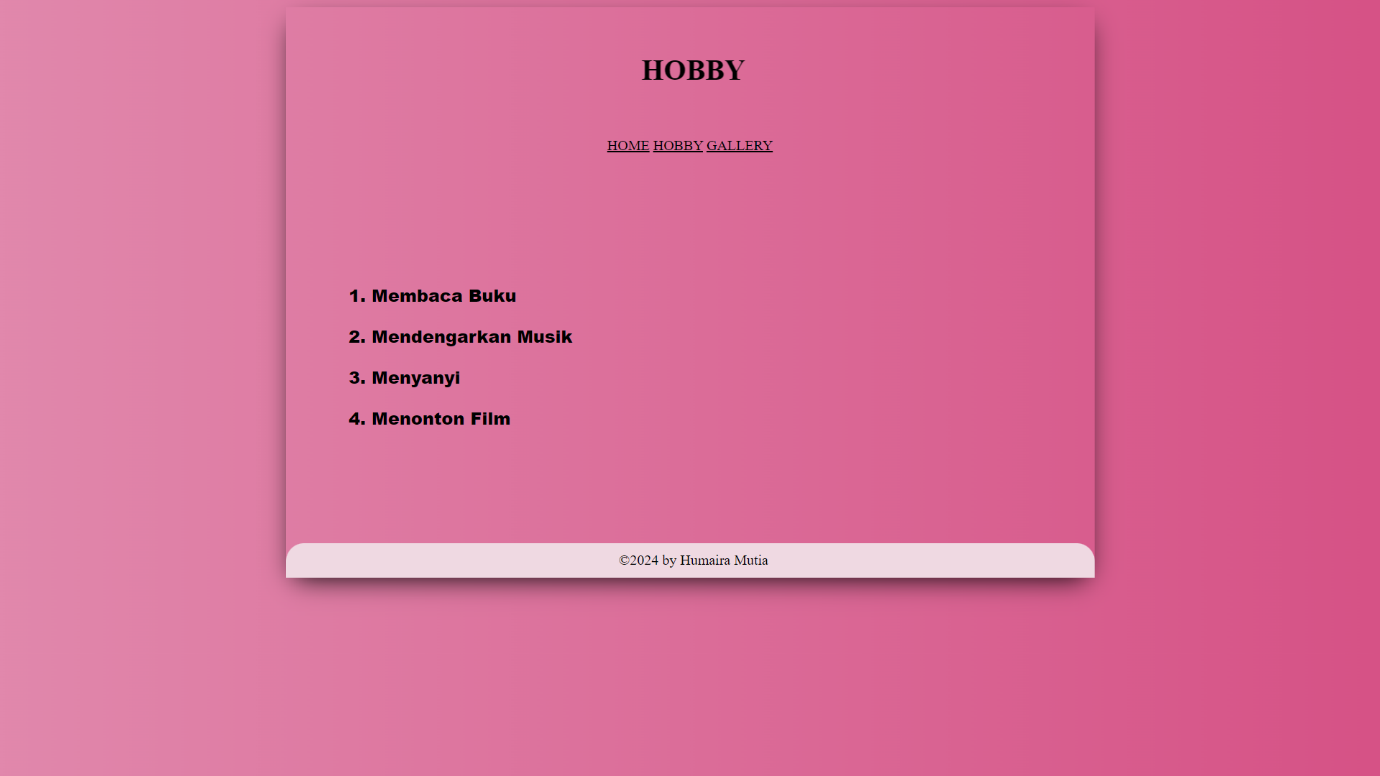 HOBBY
HOME HOBBY GALLERY
1. Membaca Buku
2. Mendengarkan Musik
3. Menyanyi
4. Menonton Film
©2024 by Humaira Mutia